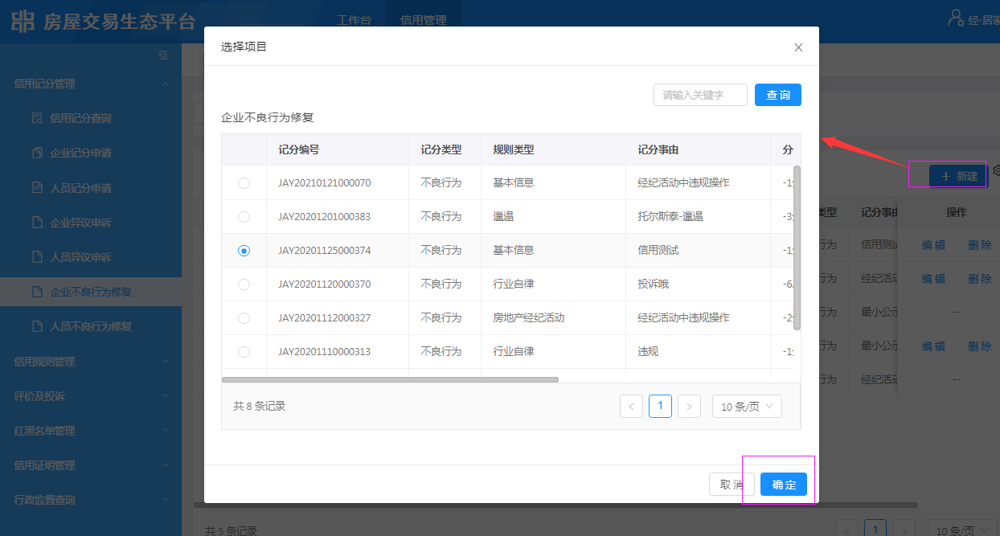 房屋交易生态平台
工作台
信用管理
经-居家
信用记分管理
信用记分查询
企业记分申请
人员记分申请
企业异议申诉
人员异议申诉
企业不良行为修复
人员不良行为修复
信用规则管理
评价及投诉
红黑名单管理
信用证明管理
行政监督查询
选择项目
请输入关键字
查询
企业不良行为修复
记分编号 记分类型 规则类型 记分事由 分
JAY20210121000070 不良行为 基本信息 经纪活动中违规操作 -1
JAY20201201000383 不良行为 邋遢 托尔斯泰-邋遢 -3
JAY20201125000374 不良行为 基本信息 信用测试 -1
JAY20201120000370 不良行为 行业自律 投诉哦 -6.
JAY20201112000327 不良行为 房地产经纪活动 经纪活动中违规操作 -2
JAY20201110000313 不良行为 行业自律 违规 -1
共 8 条记录
< 1 > 10 条/页
取消
确定
+ 新建
类型 记分事由 操作
行为 信用测试 编辑 删除
行为 经纪活动 编辑 删除
行为 最小公示 --
行为 最小公示 编辑 删除
行为 经纪活动 --
共 5 条记录
< 1 > 10 条/页